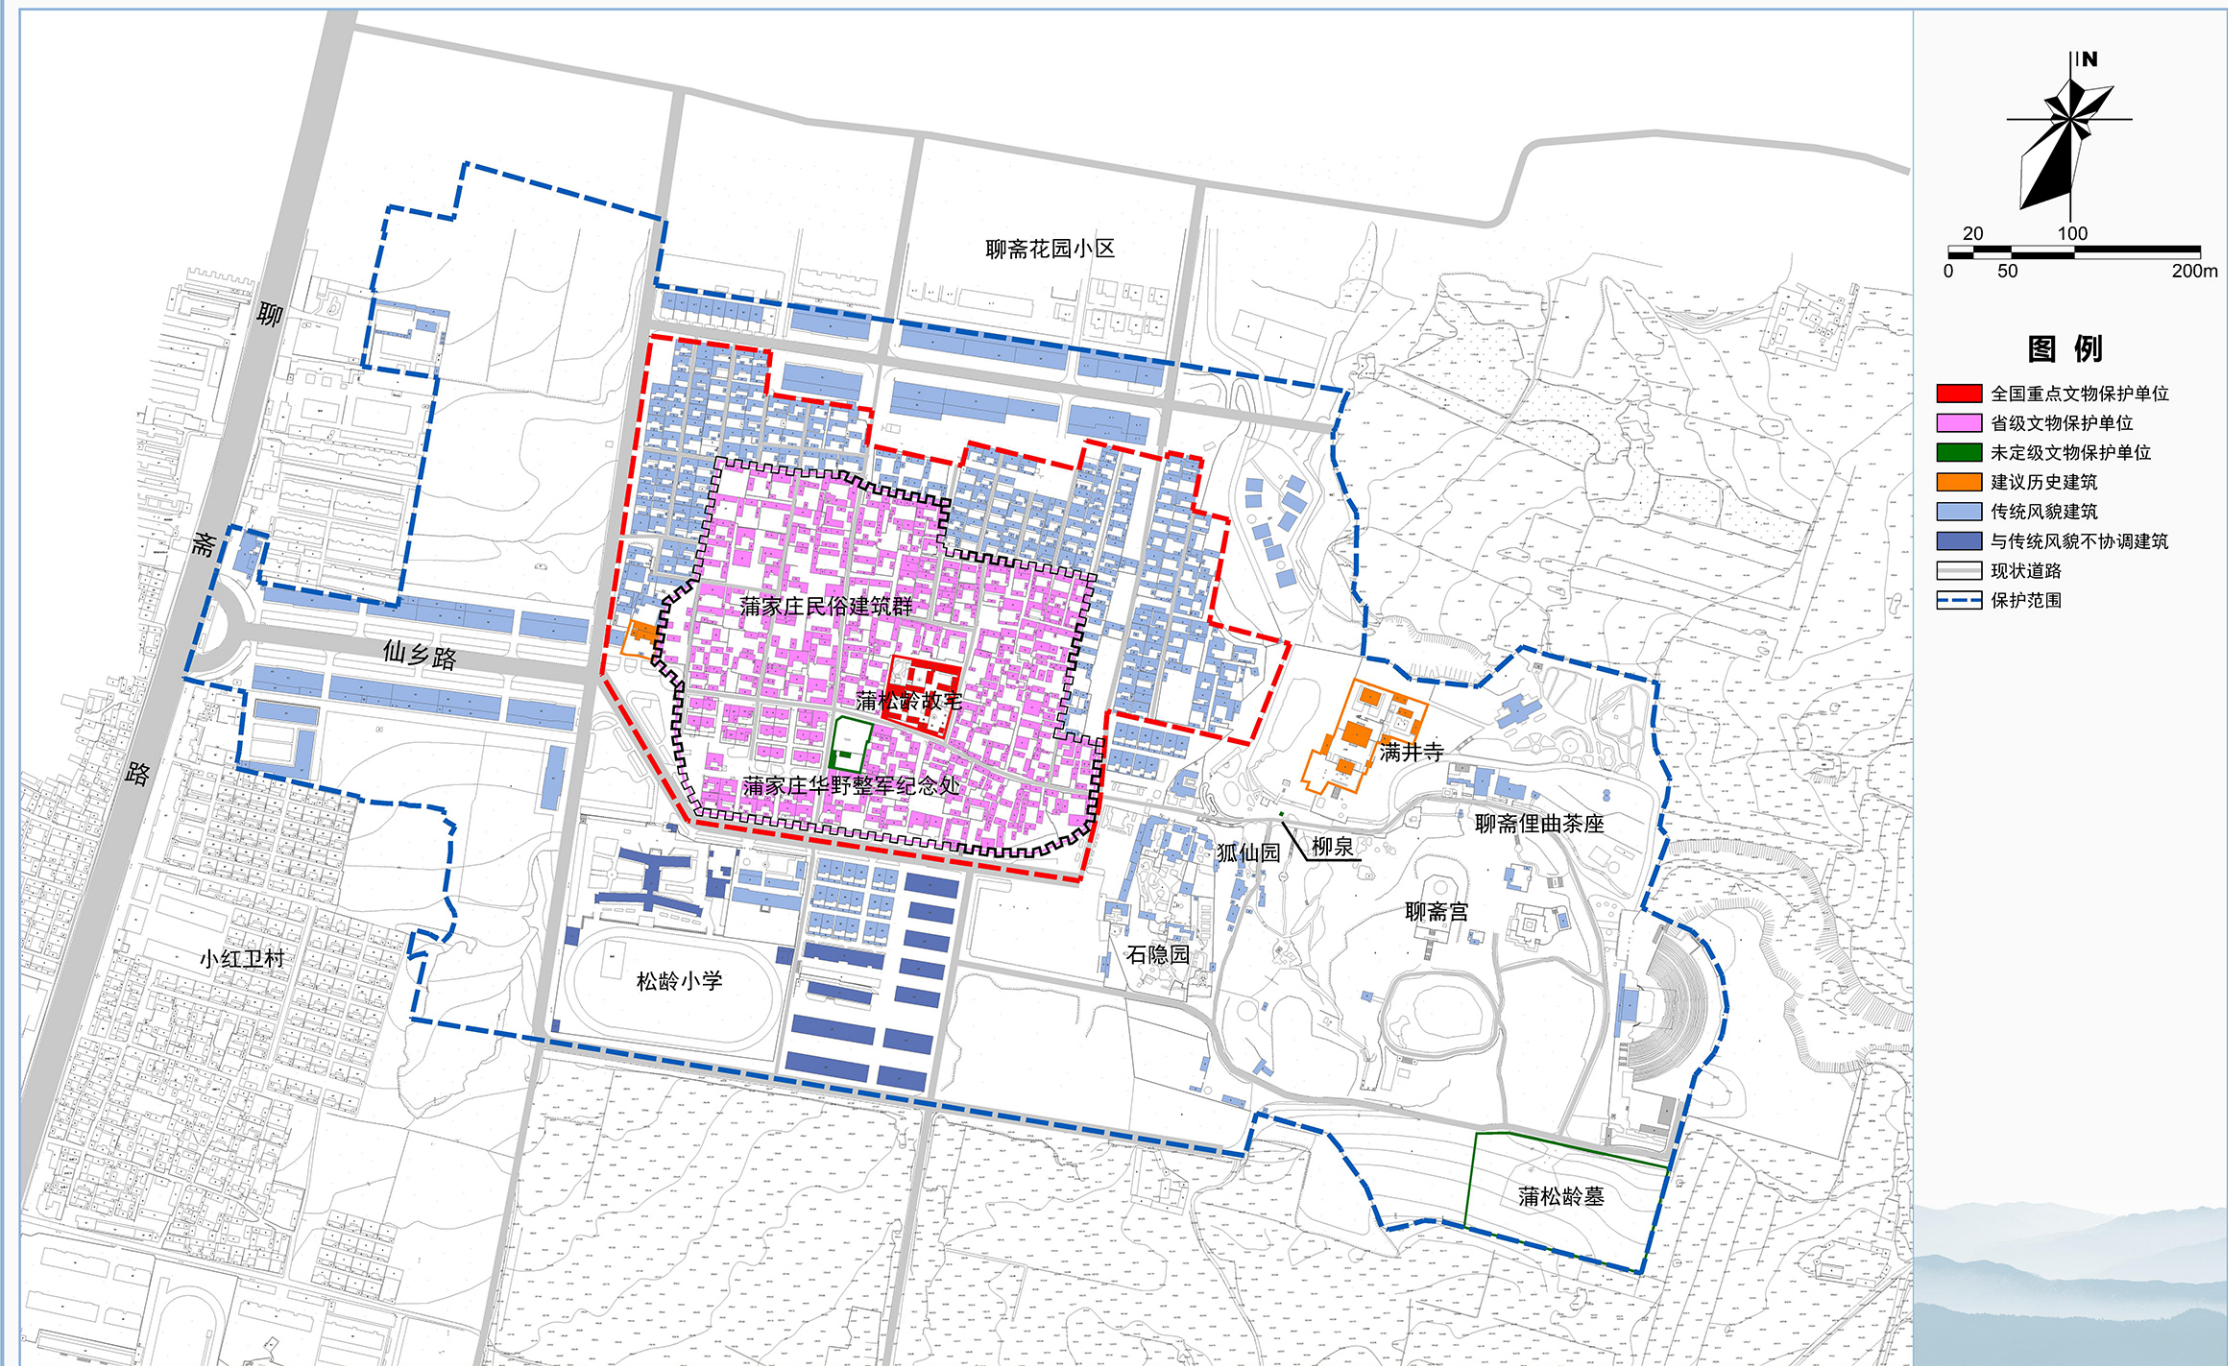 N
20
100
0
50
200m
图例
全国重点文物保护单位
省级文物保护单位
未定级文物保护单位
建议历史建筑
传统风貌建筑
与传统风貌不协调建筑
现状道路
保护范围
聊斋花园小区
聊
斋
路
仙乡路
蒲家庄民俗建筑群
蒲松龄故宅
蒲家庄华野整军纪念处
满井寺
聊斋俚曲茶座
狐仙园
柳泉
聊斋宫
石隐园
松龄小学
小红卫村
蒲松龄墓